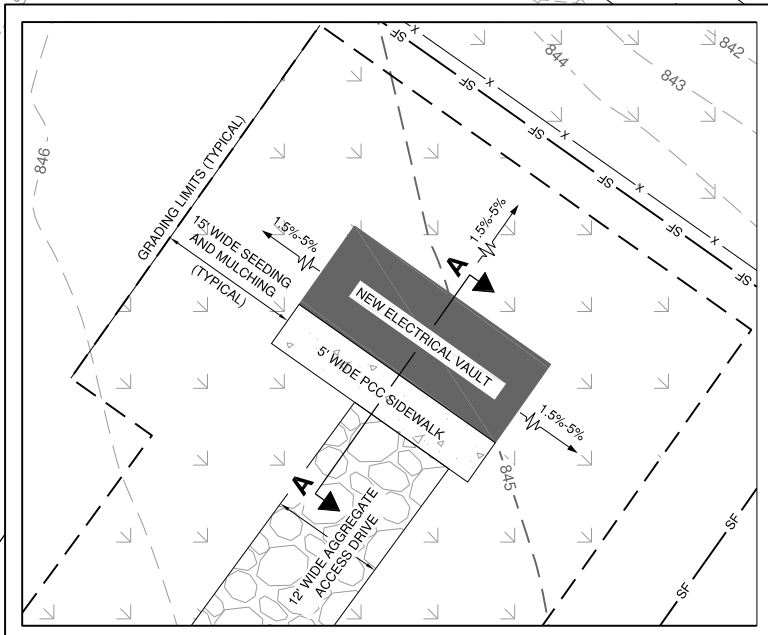 SF
X
842
844
843
SF
X
846
SF
X
GRADING LIMITS (TYPICAL)
SF
X
15' WIDE SEEDING
AND MULCHING
(TYPICAL)
1.5%-5%
1.5%-5%
SF
X
SF
A
NEW ELECTRICAL VAULT
5' WIDE PCC SIDEWALK
1.5%-5%
845
A
12' WIDE AGGREGATE
ACCESS DRIVE
SF
SF